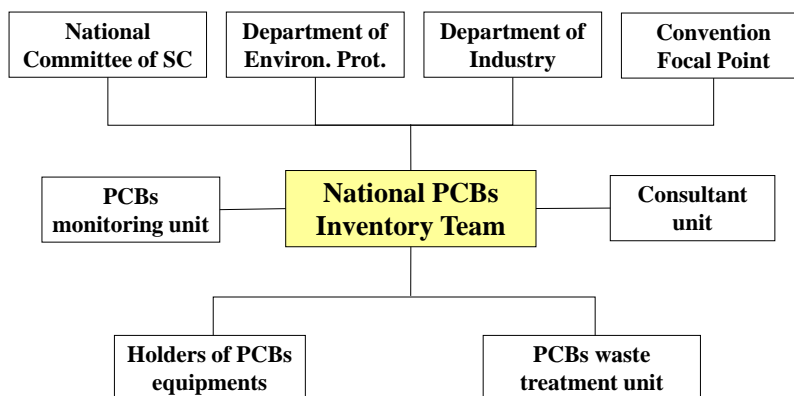 National
Committee of SC
Department of
Environ. Prot.
Department of
Industry
Convention
Focal Point
PCBs
monitoring unit
National PCBs
Inventory Team
Consultant
unit
Holders of PCBs
equipments
PCBs waste
treatment unit